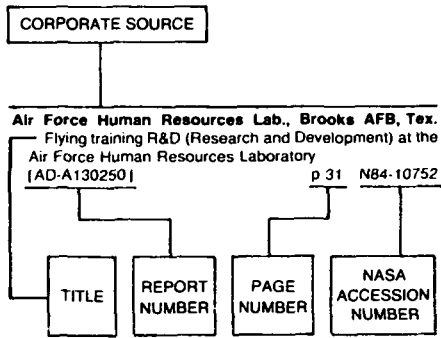 CORPORATE SOURCE
Air Force Human Resources Lab., Brooks AFB, Tex.
Flying training R&D (Research and Development) at the
Air Force Human Resources Laboratory
[AD-A130250] p 31 N84-10752
TITLE
REPORT
NUMBER
PAGE
NUMBER
NASA
ACCESSION
NUMBER